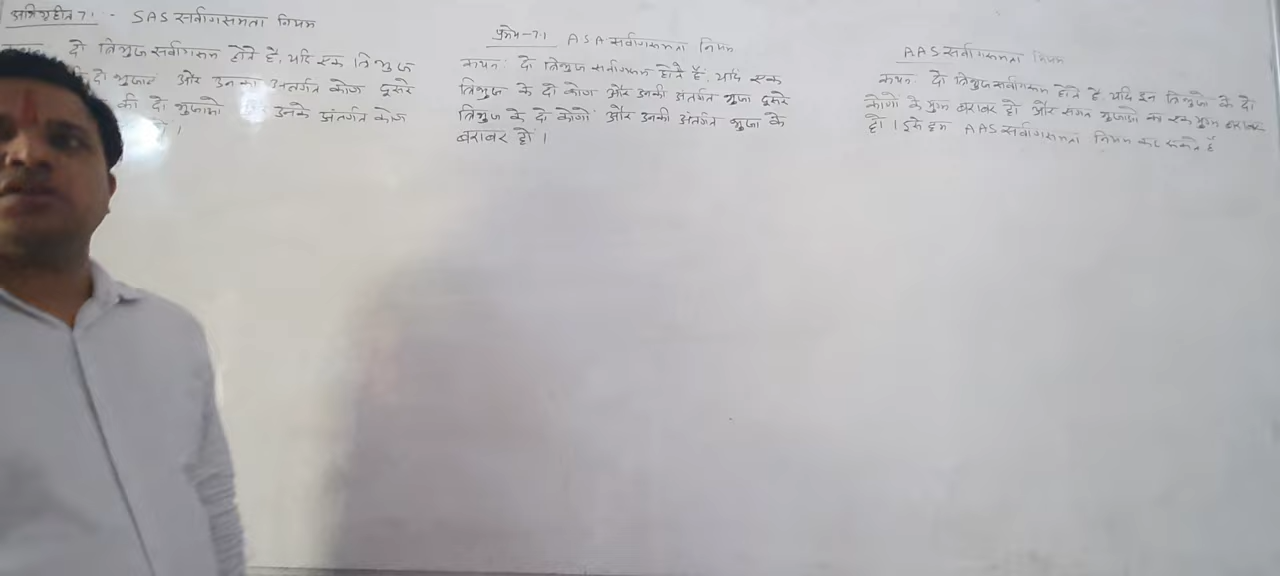 अभिगृहीत 7.1 :- SAS सर्वांगसमता नियम
दो त्रिभुज सर्वांगसम होते हैं, यदि एक त्रिभुज
दो भुजाएं और उनका अंतर्गत कोण दूसरे
की दो भुजाओं उनके अंतर्गत कोण
।
प्रमेय-7.1 ASA सर्वांगसमता नियम
कथन: दो त्रिभुज सर्वांगसम होते हैं, यदि एक
त्रिभुज के दो कोण और उनकी अंतर्गत भुजा दूसरे
त्रिभुज के दो कोणों और उनकी अंतर्गत भुजा के
बराबर हो ।
AAS सर्वांगसमता नियम
कथन: दो त्रिभुज सर्वांगसम होते हैं, यदि इन त्रिभुजो के दो
कोणों के युग्म बराबर हों और संगत भुजाओं का एक युग्म बराबर
हो । इसे हम AAS सर्वांगसमता नियम कह सकते हैं